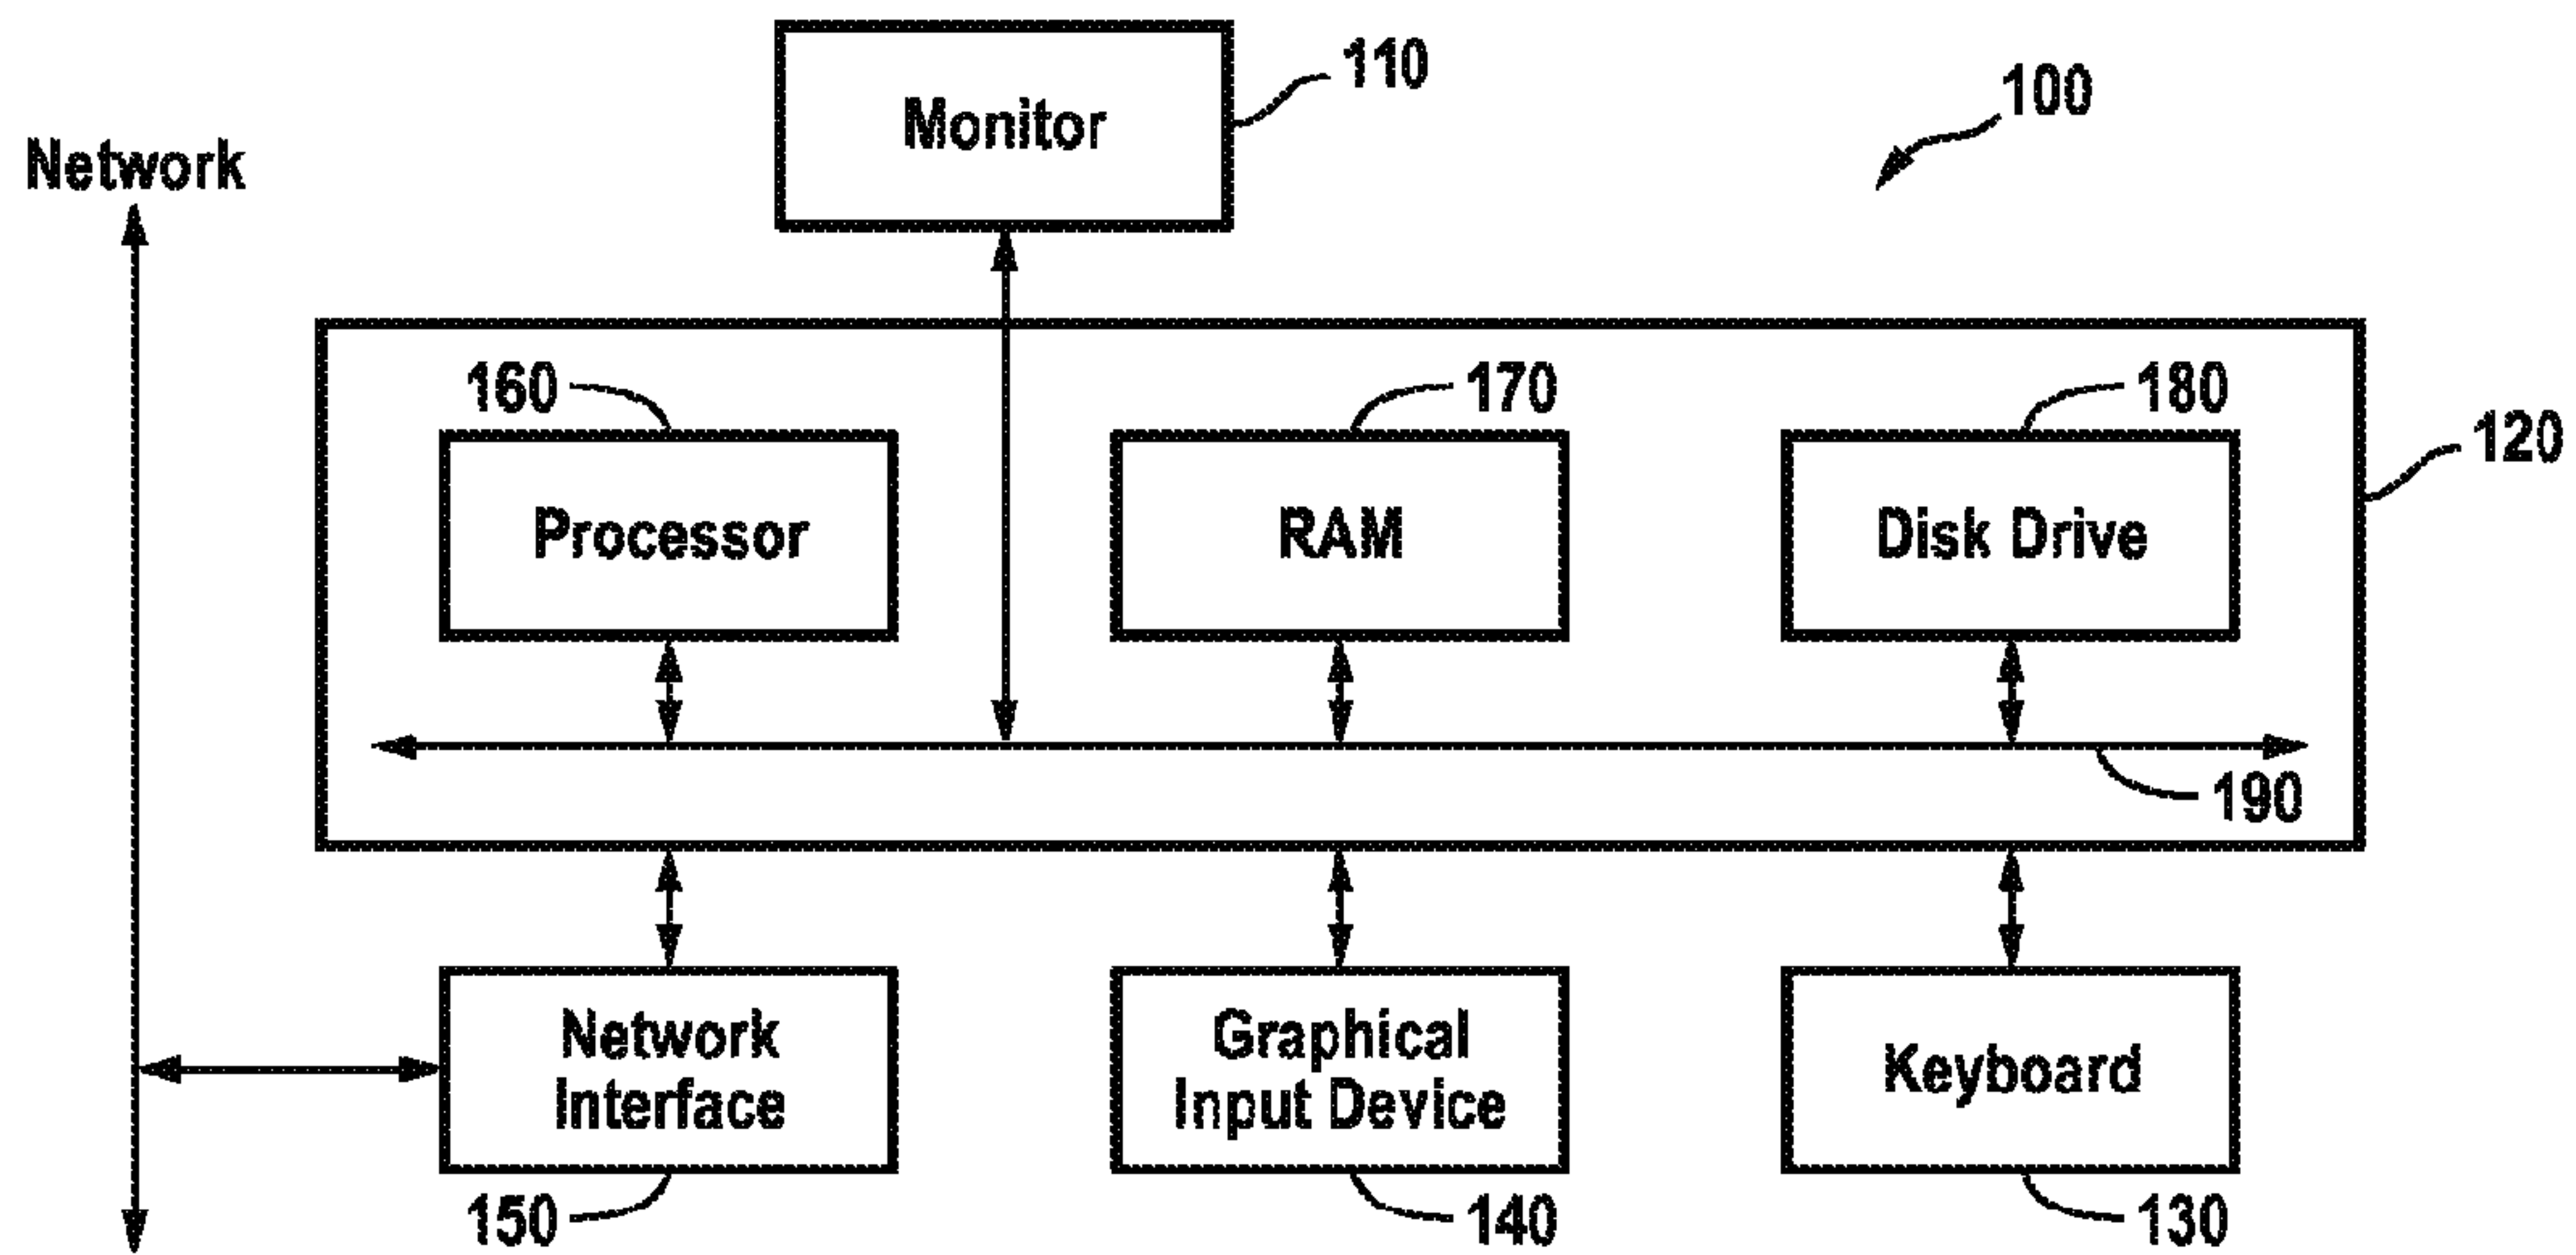 110
Monitor
100
Network
160
170
180
120
Processor
RAM
Disk Drive
190
Network
Interface
Graphical
Input Device
Keyboard
150
140
130